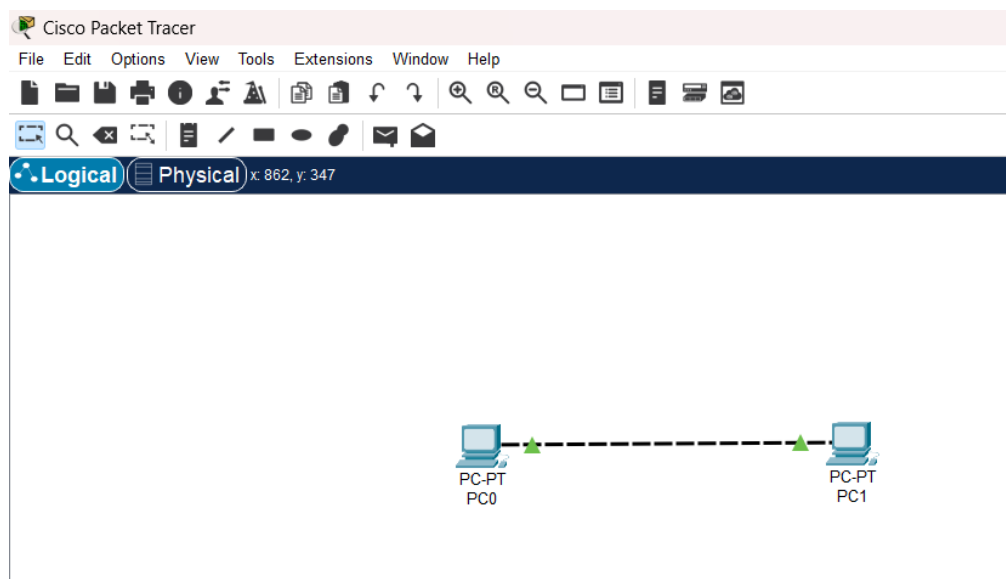 Cisco Packet Tracer
File Edit Options View Tools Extensions Window Help
Logical Physical x: 862, y: 347
PC-PT PC-PT
PC0 PC1